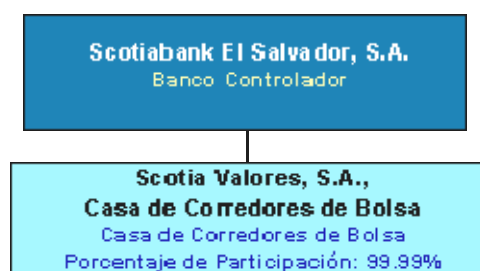 Scotiabank El Salvador, S.A.
Banco Controlador
Scotia Valores, S.A.,
Casa de Corredores de Bolsa
Casa de Corredores de Bolsa
Porcentaje de Participación: 99.99%